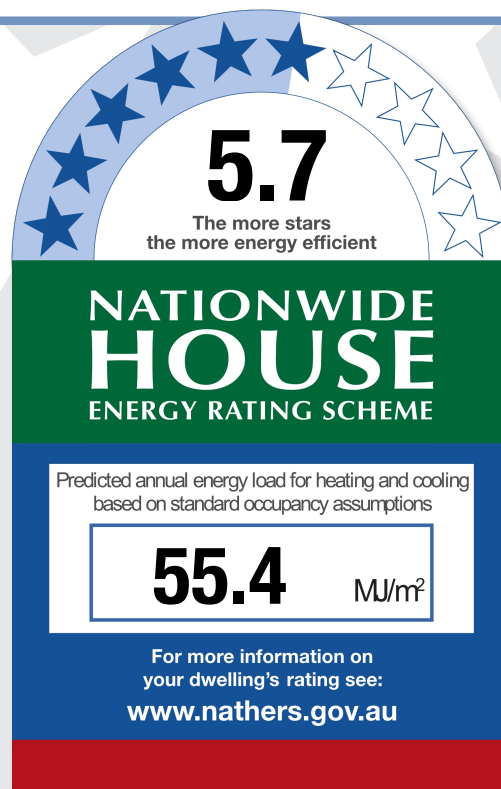 5.7
The more stars
the more energy efficient
NATIONWIDE
HOUSE
ENERGY RATING SCHEME
Predicted annual energy load for heating and cooling
based on standard occupancy assumptions
55.4 MJ/m²
For more information on
your dwelling's rating see:
www.nathers.gov.au